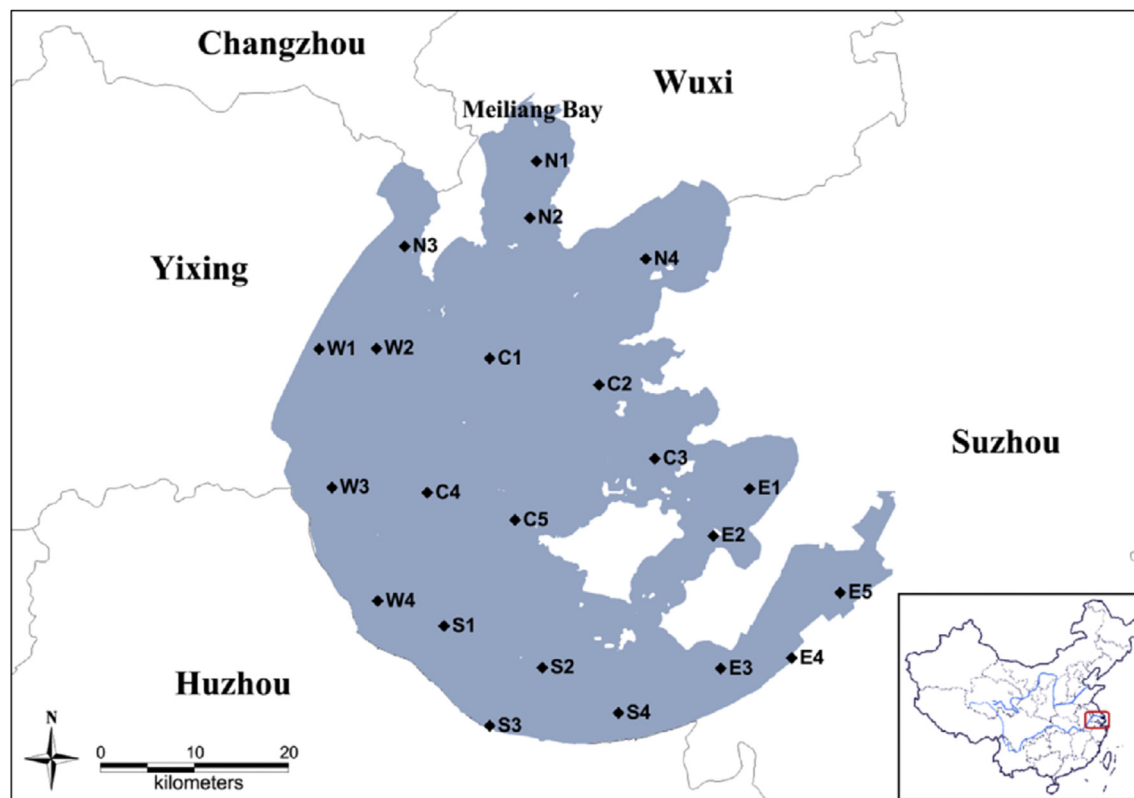 Changzhou
Wuxi
Meiliang Bay
N1
N2
N3
N4
Yixing
W1
W2
C1
C2
Suzhou
C3
W3
C4
E1
C5
E2
E5
W4
S1
E4
S2
E3
Huzhou
S4
S3
N
0 10 20
kilometers